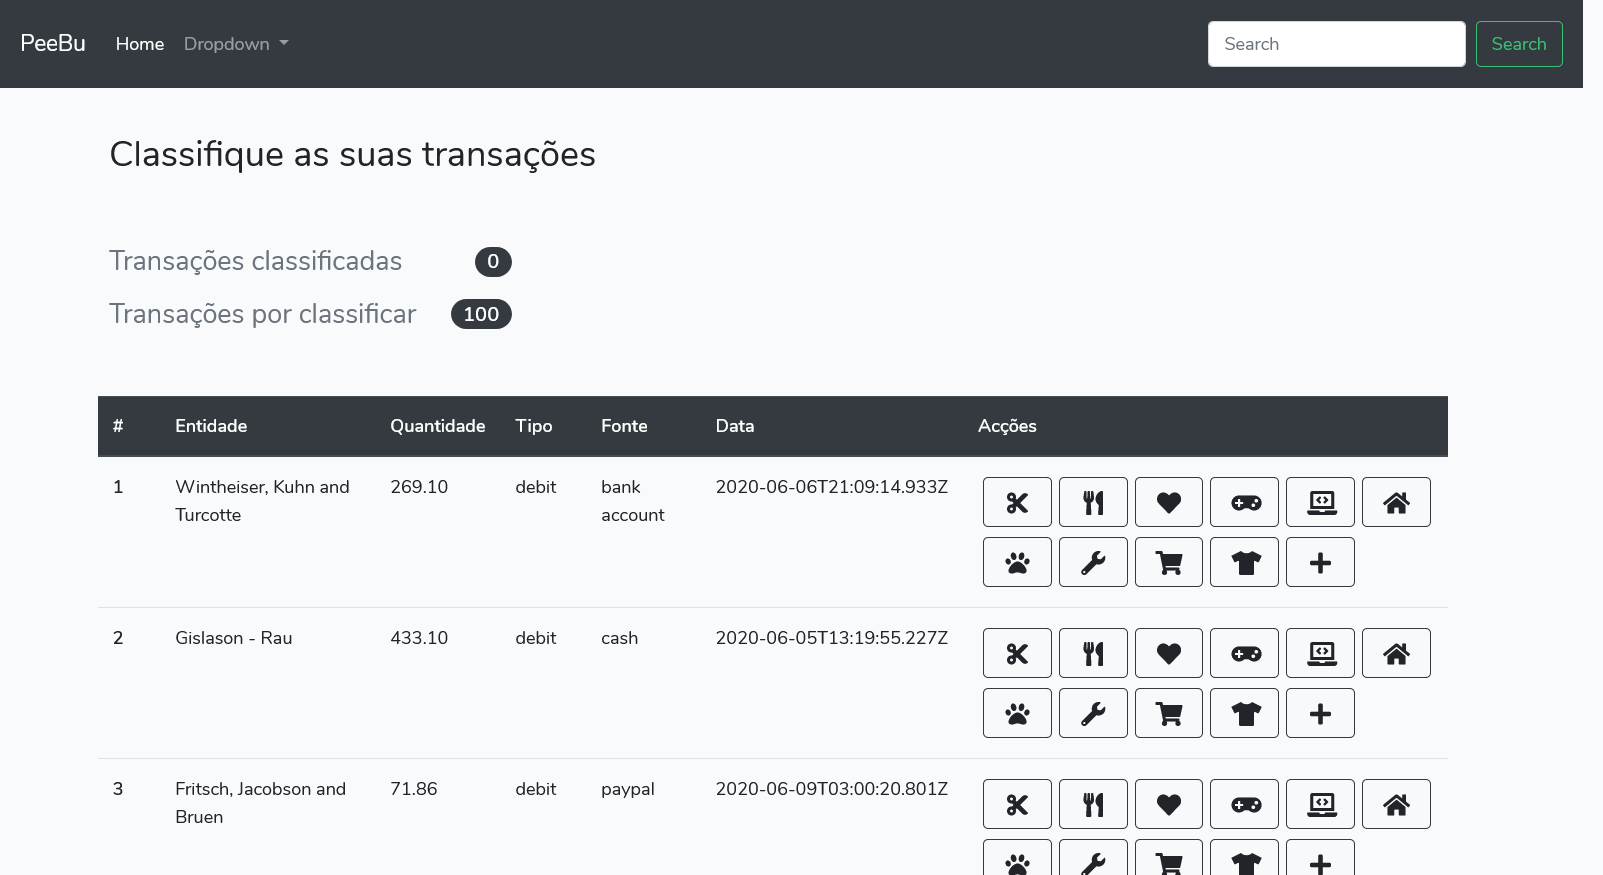 PeeBu Home Dropdown Search Search
Classifique as suas transações
Transações classificadas 0
Transações por classificar 100
# Entidade Quantidade Tipo Fonte Data Acções
1 Wintheiser, Kuhn and 269.10 debit bank 2020-06-06T21:09:14.933Z
Turcotte account
2 Gislason - Rau 433.10 debit cash 2020-06-05T13:19:55.227Z
3 Fritsch, Jacobson and 71.86 debit paypal 2020-06-09T03:00:20.801Z
Bruen